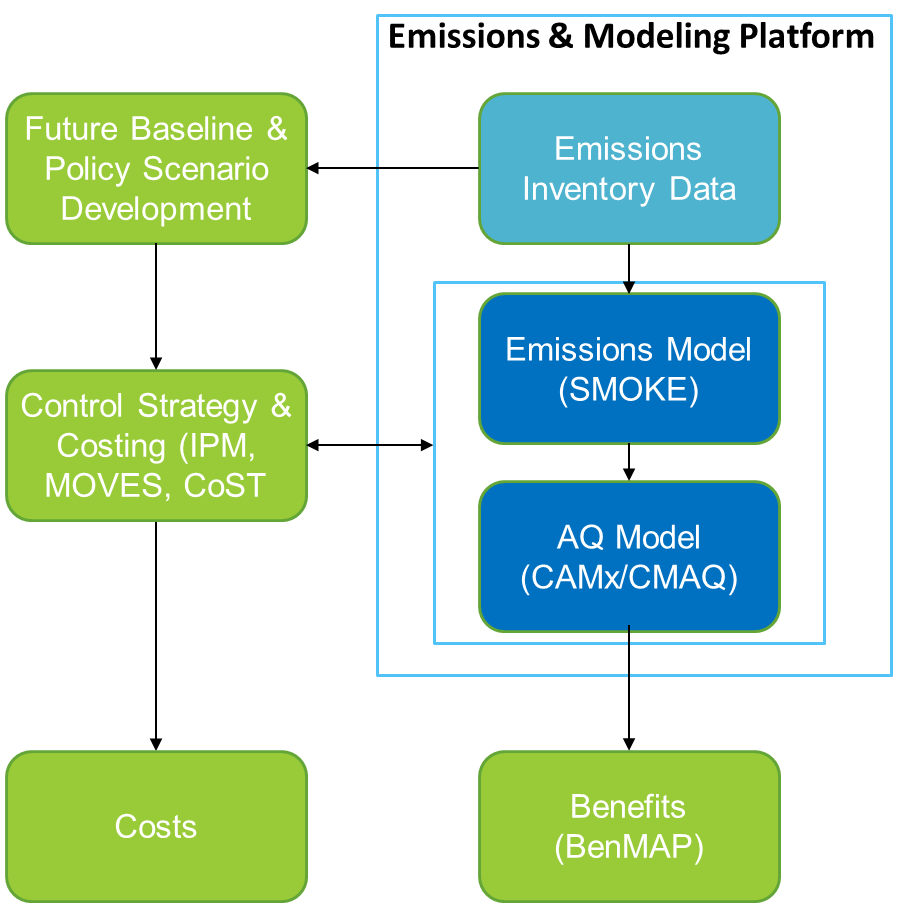 Emissions & Modeling Platform
Future Baseline &
Policy Scenario
Development
Emissions
Inventory Data
Emissions Model
(SMOKE)
Control Strategy &
Costing (IPM,
MOVES, CoST
AQ Model
(CAMx/CMAQ)
Costs
Benefits
(BenMAP)